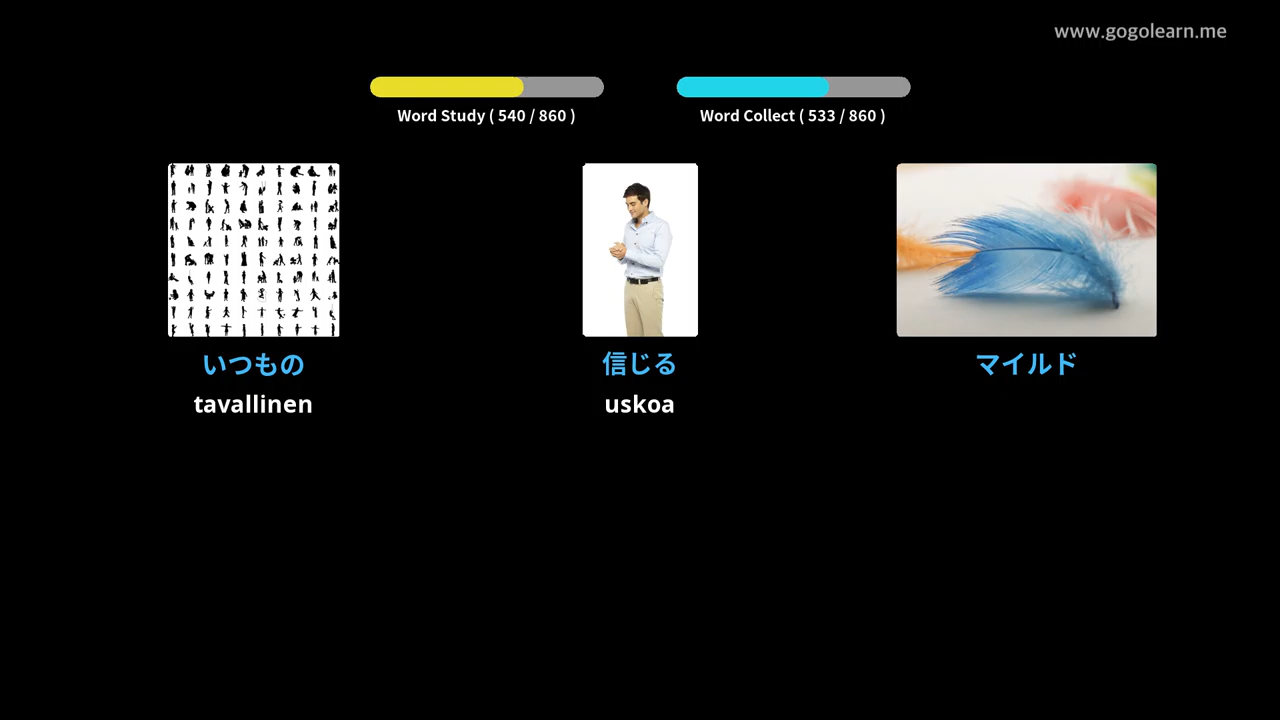 www.gogolearn.me
Word Study ( 540 / 860 )
Word Collect ( 533 / 860 )
いつもの
信じる
マイルド
tavallinen
uskoa